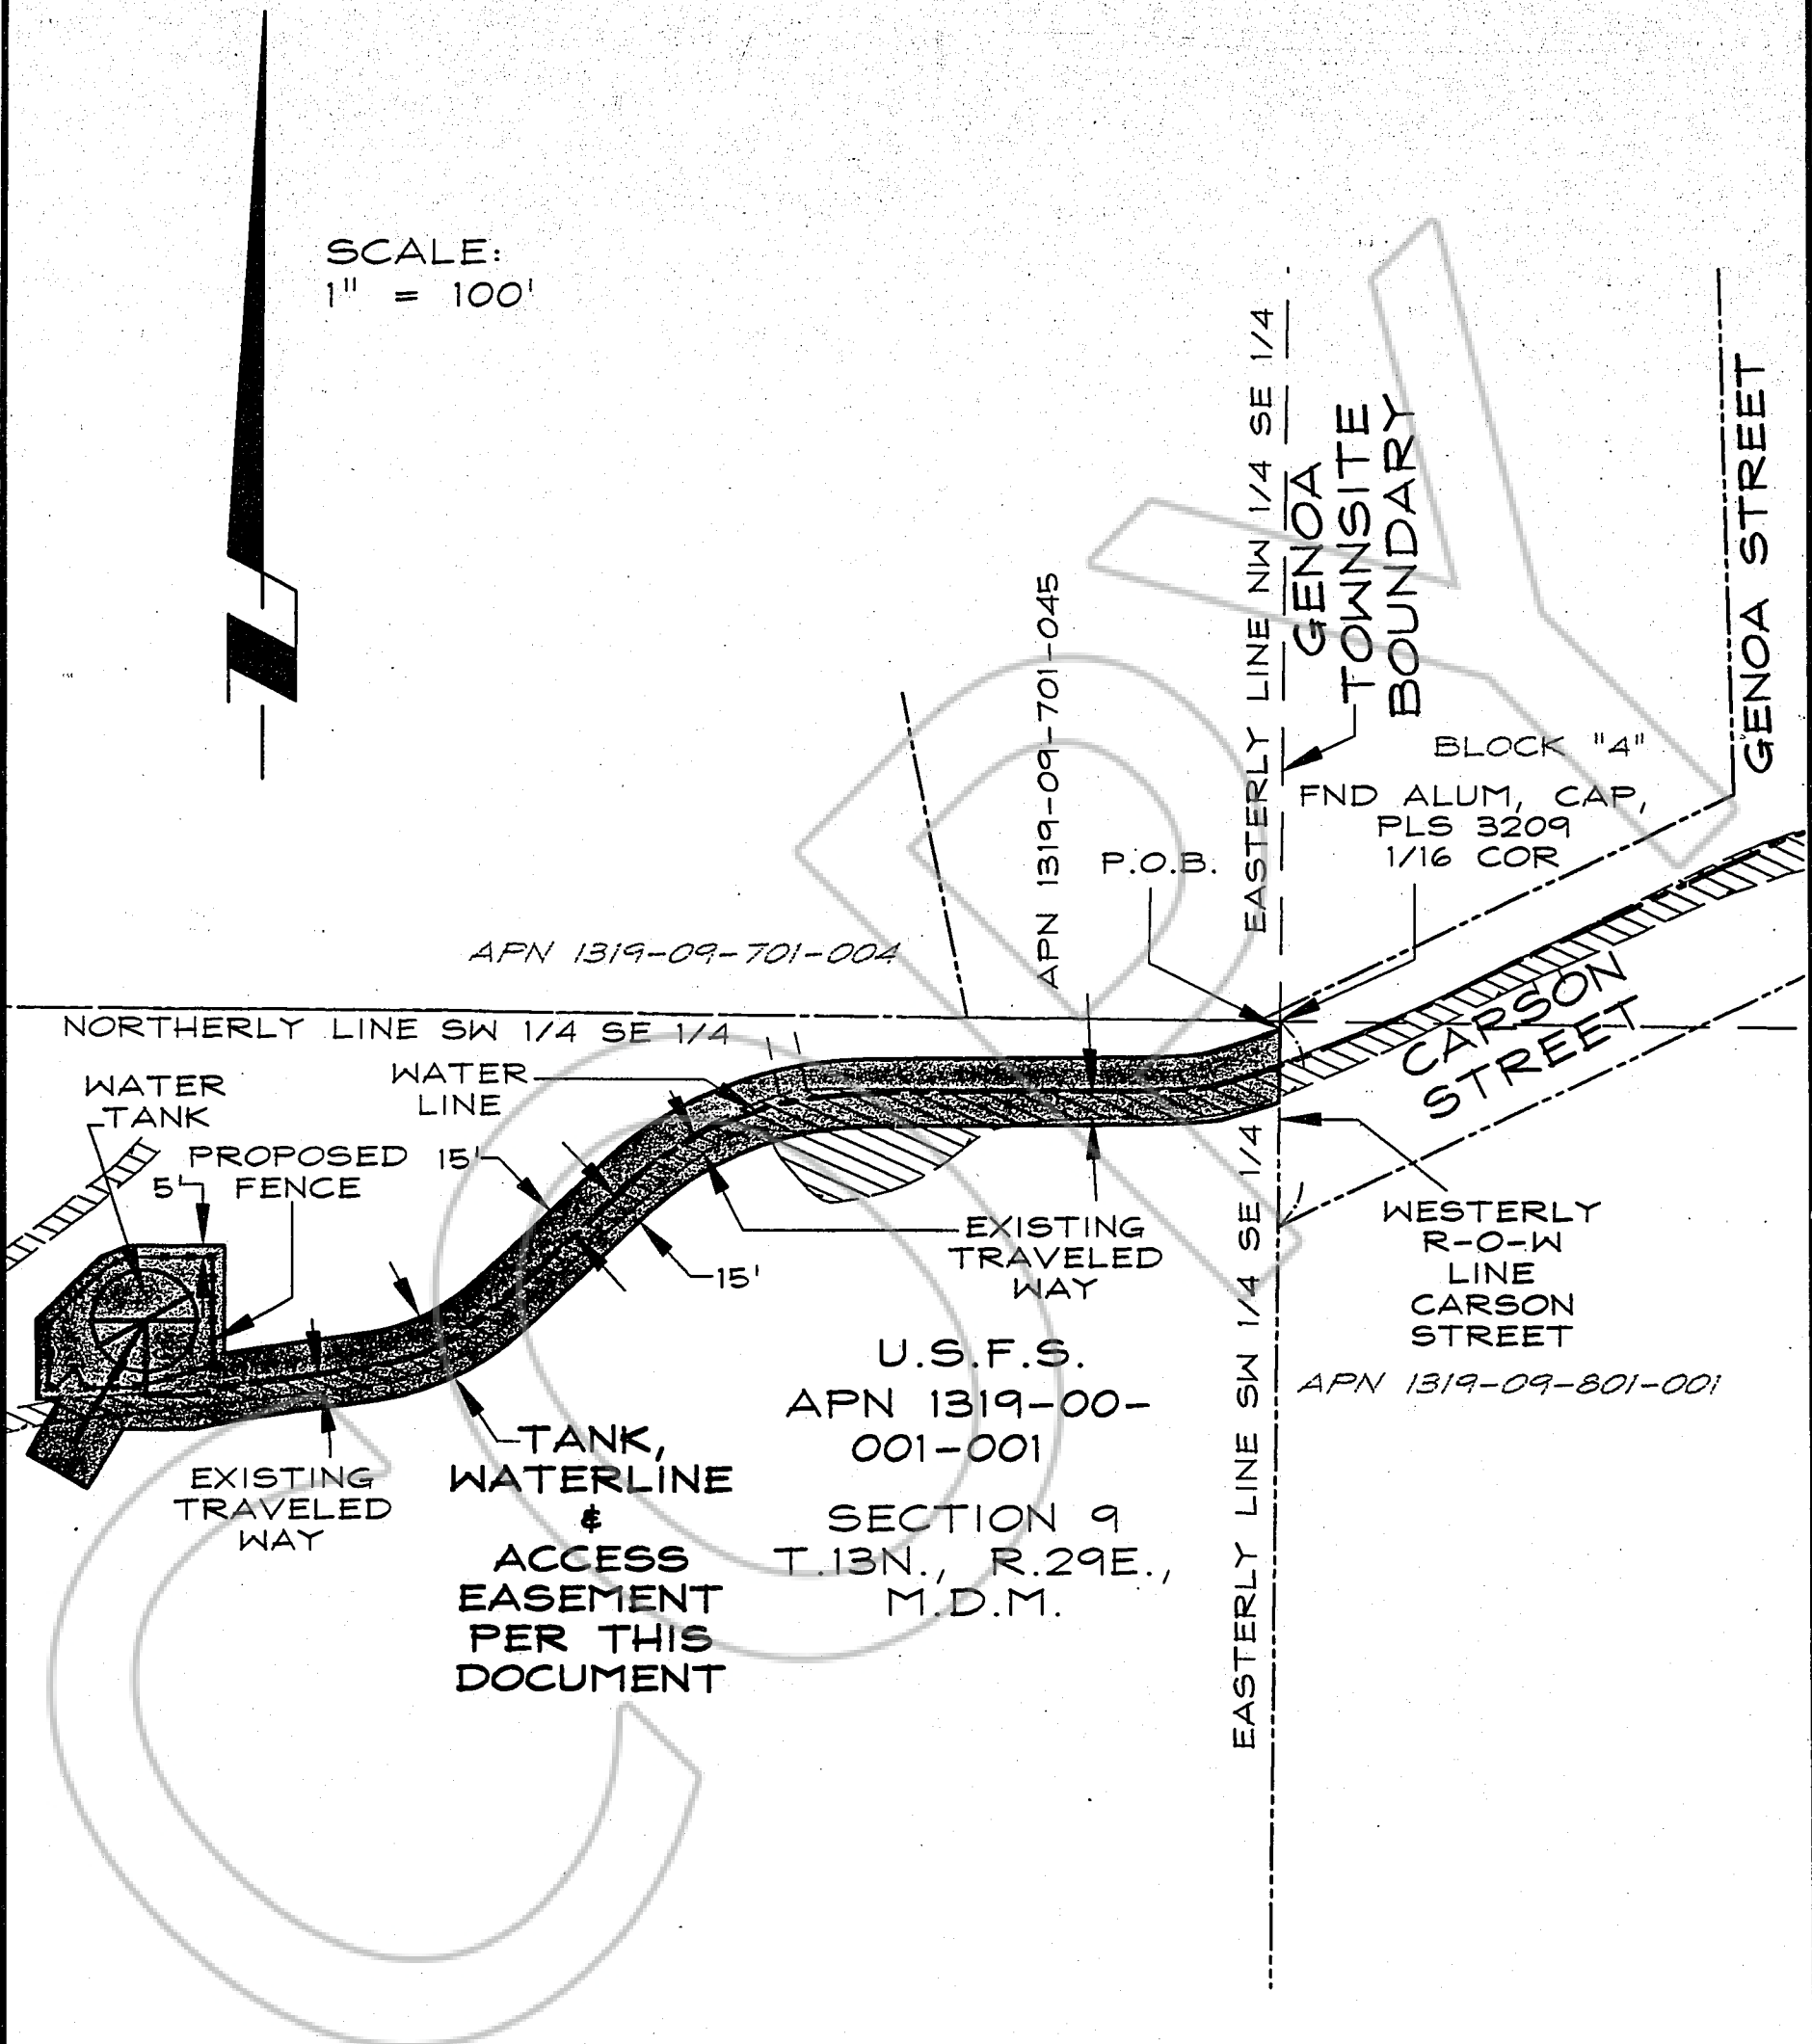 SCALE:
1" = 100'
EASTERLY LINE NW 1/4 SE 1/4
GENOA
TOWNSITE
BOUNDARY
GENOA STREET
APN 1319-09-701-045
BLOCK "4"
FND ALUM, CAP,
PLS 3209
1/16 COR
P.O.B.
APN 1319-09-701-004
NORTHERLY LINE SW 1/4 SE 1/4
CARSON
STREET
WATER
TANK
WATER
LINE
PROPOSED
FENCE
5'
15'
15'
EXISTING
TRAVELED
WAY
WESTERLY
R-O-W
LINE
CARSON
STREET
APN 1319-09-801-001
EASTERLY LINE SW 1/4 SE 1/4
U.S.F.S.
APN 1319-00-
001-001
SECTION 9
T.13N., R.29E.,
M.D.M.
EXISTING
TRAVELED
WAY
TANK,
WATERLINE
&
ACCESS
EASEMENT
PER THIS
DOCUMENT
COPY